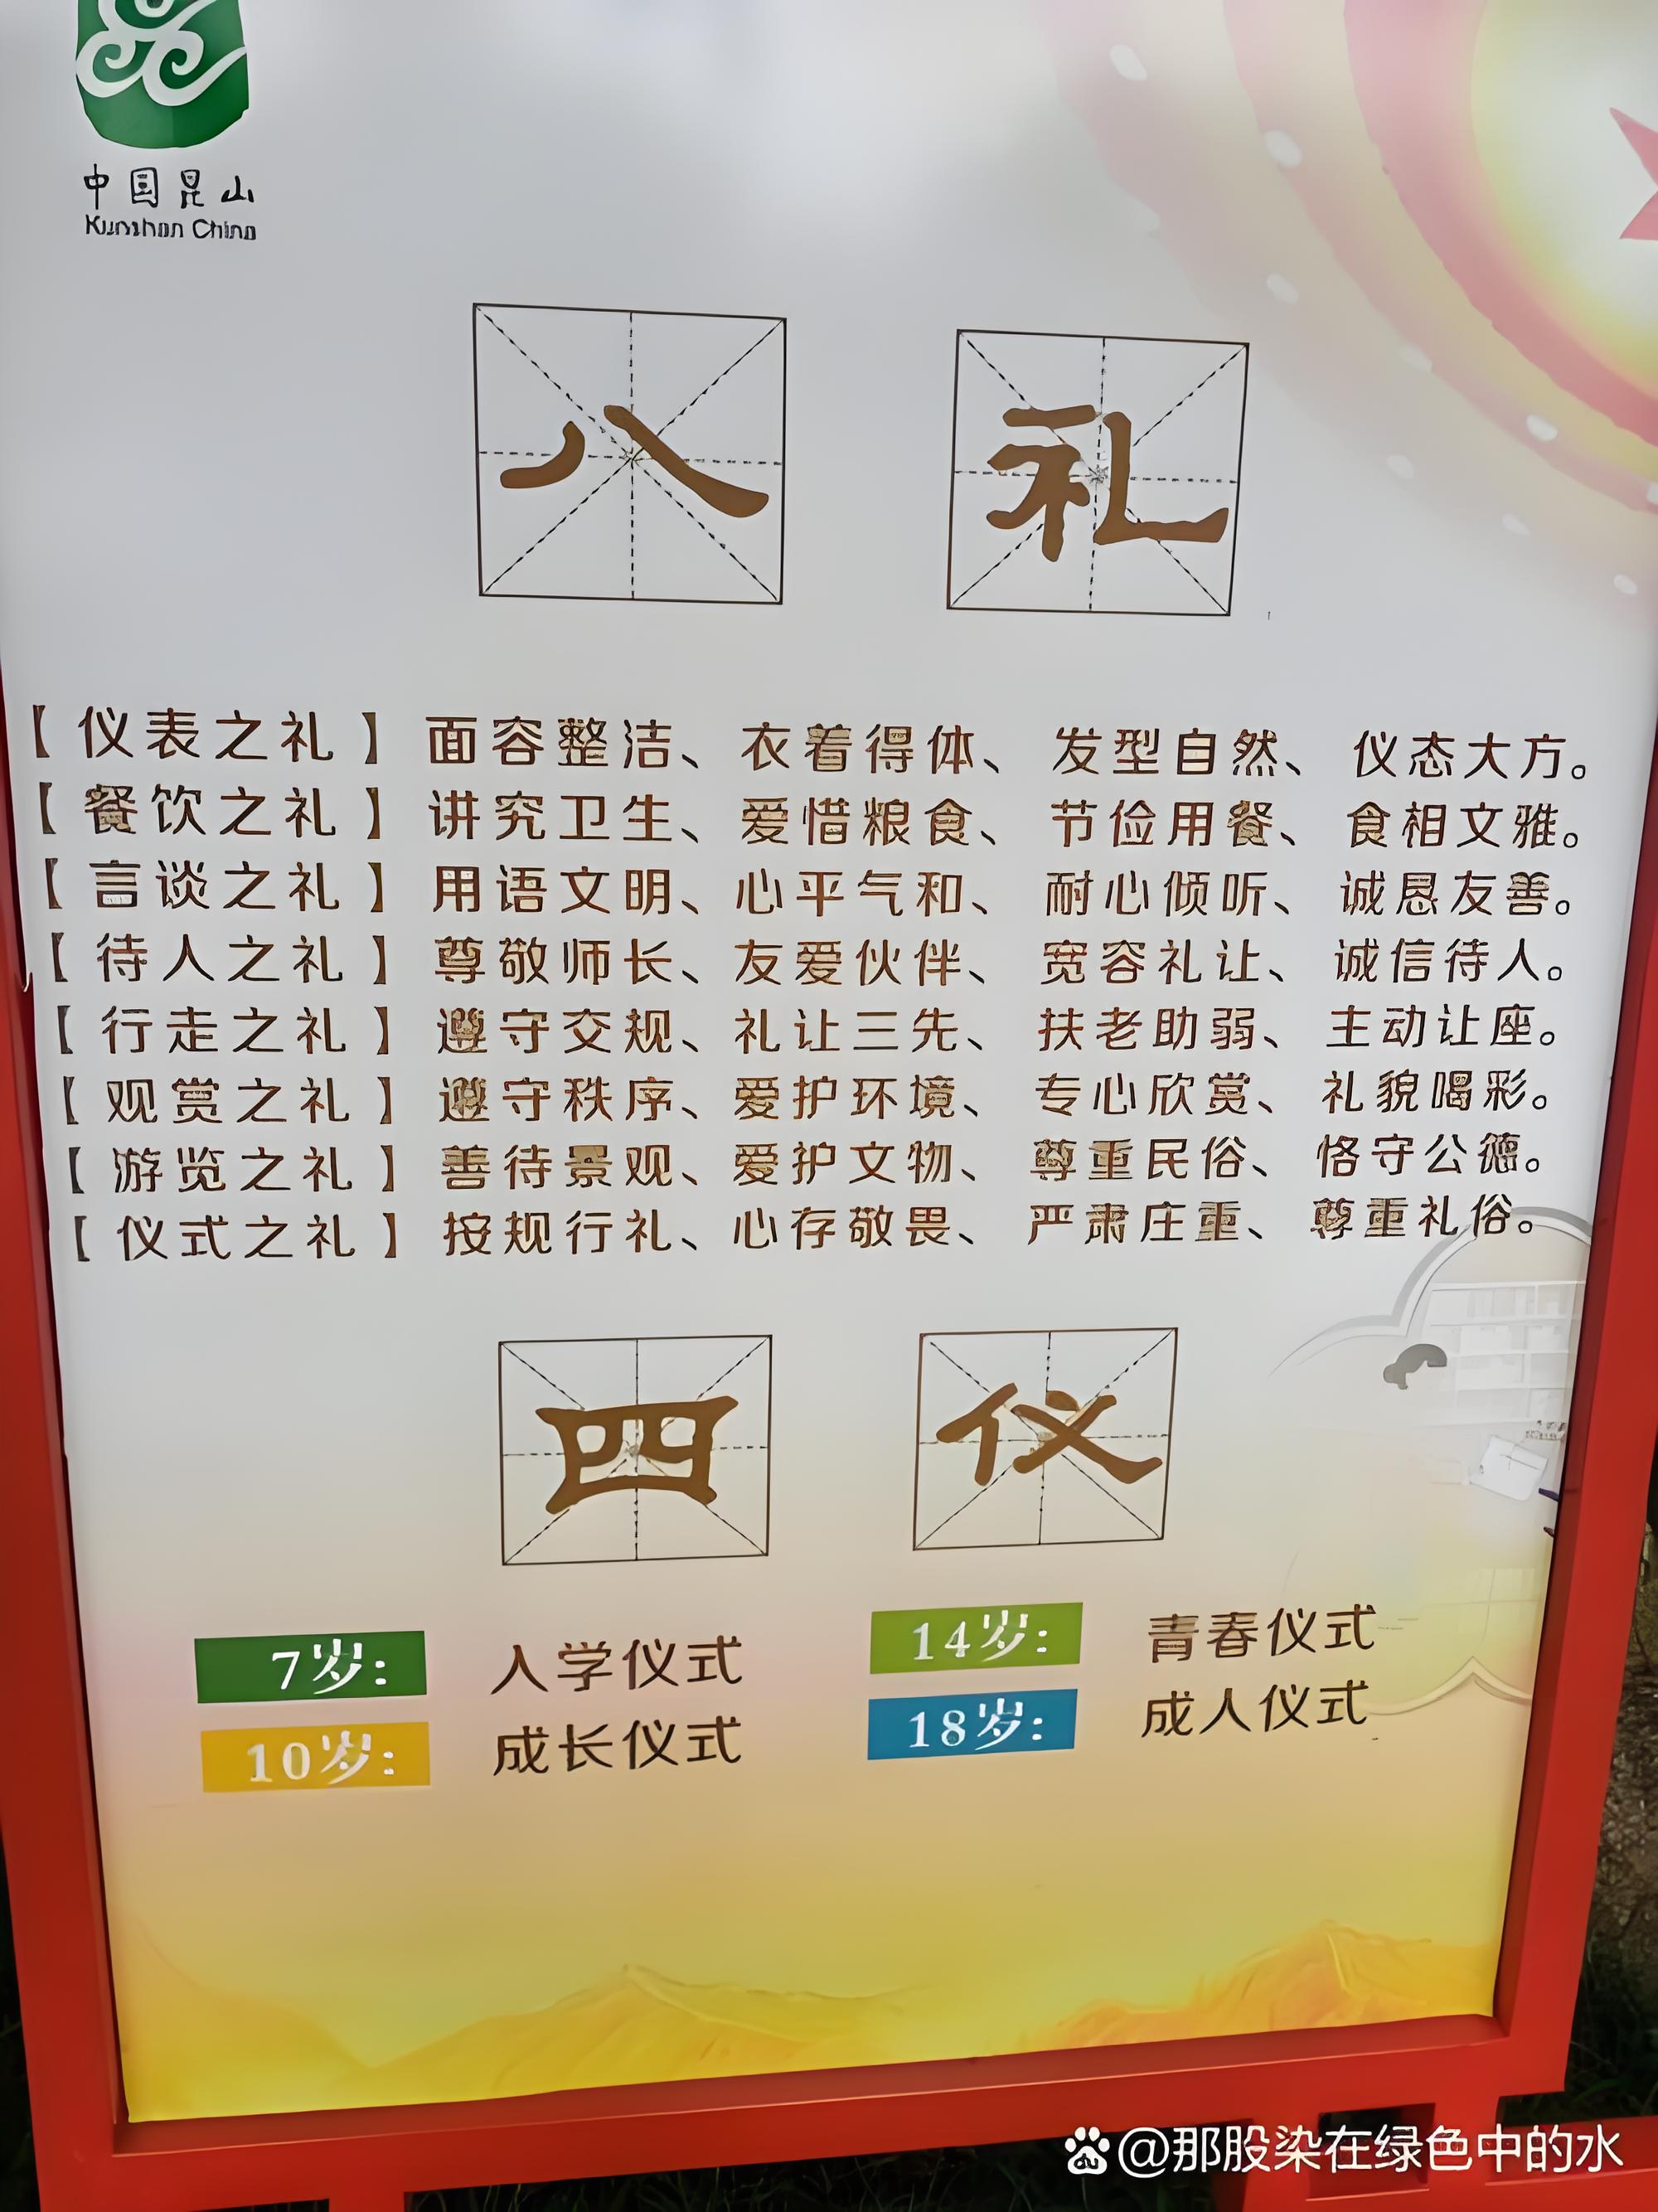 中国昆山
Kunshan China
八礼
【仪表之礼】面容整洁、衣着得体、发型自然、仪态大方。
【餐饮之礼】讲究卫生、爱惜粮食、节俭用餐、食相文雅。
【言谈之礼】用语文明、心平气和、耐心倾听、诚恳友善。
【待人之礼】尊敬师长、友爱伙伴、宽容礼让、诚信待人。
【行走之礼】遵守交规、礼让三先、扶老助弱、主动让座。
【观赏之礼】遵守秩序、爱护环境、专心欣赏、礼貌喝彩。
【游览之礼】善待景观、爱护文物、尊重民俗、恪守公德。
【仪式之礼】按规行礼、心存敬畏、严肃庄重、尊重礼俗。
四仪
7岁: 入学仪式 14岁: 青春仪式
10岁: 成长仪式 18岁: 成人仪式
@那股染在绿色中的水